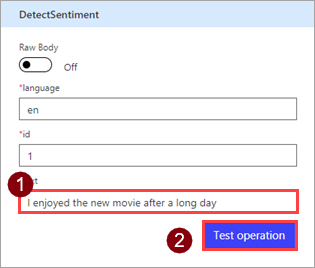 DetectSentiment
Raw Body
Off
*language
en
*id
1
1
I enjoyed the new movie after a long day
2
Test operation